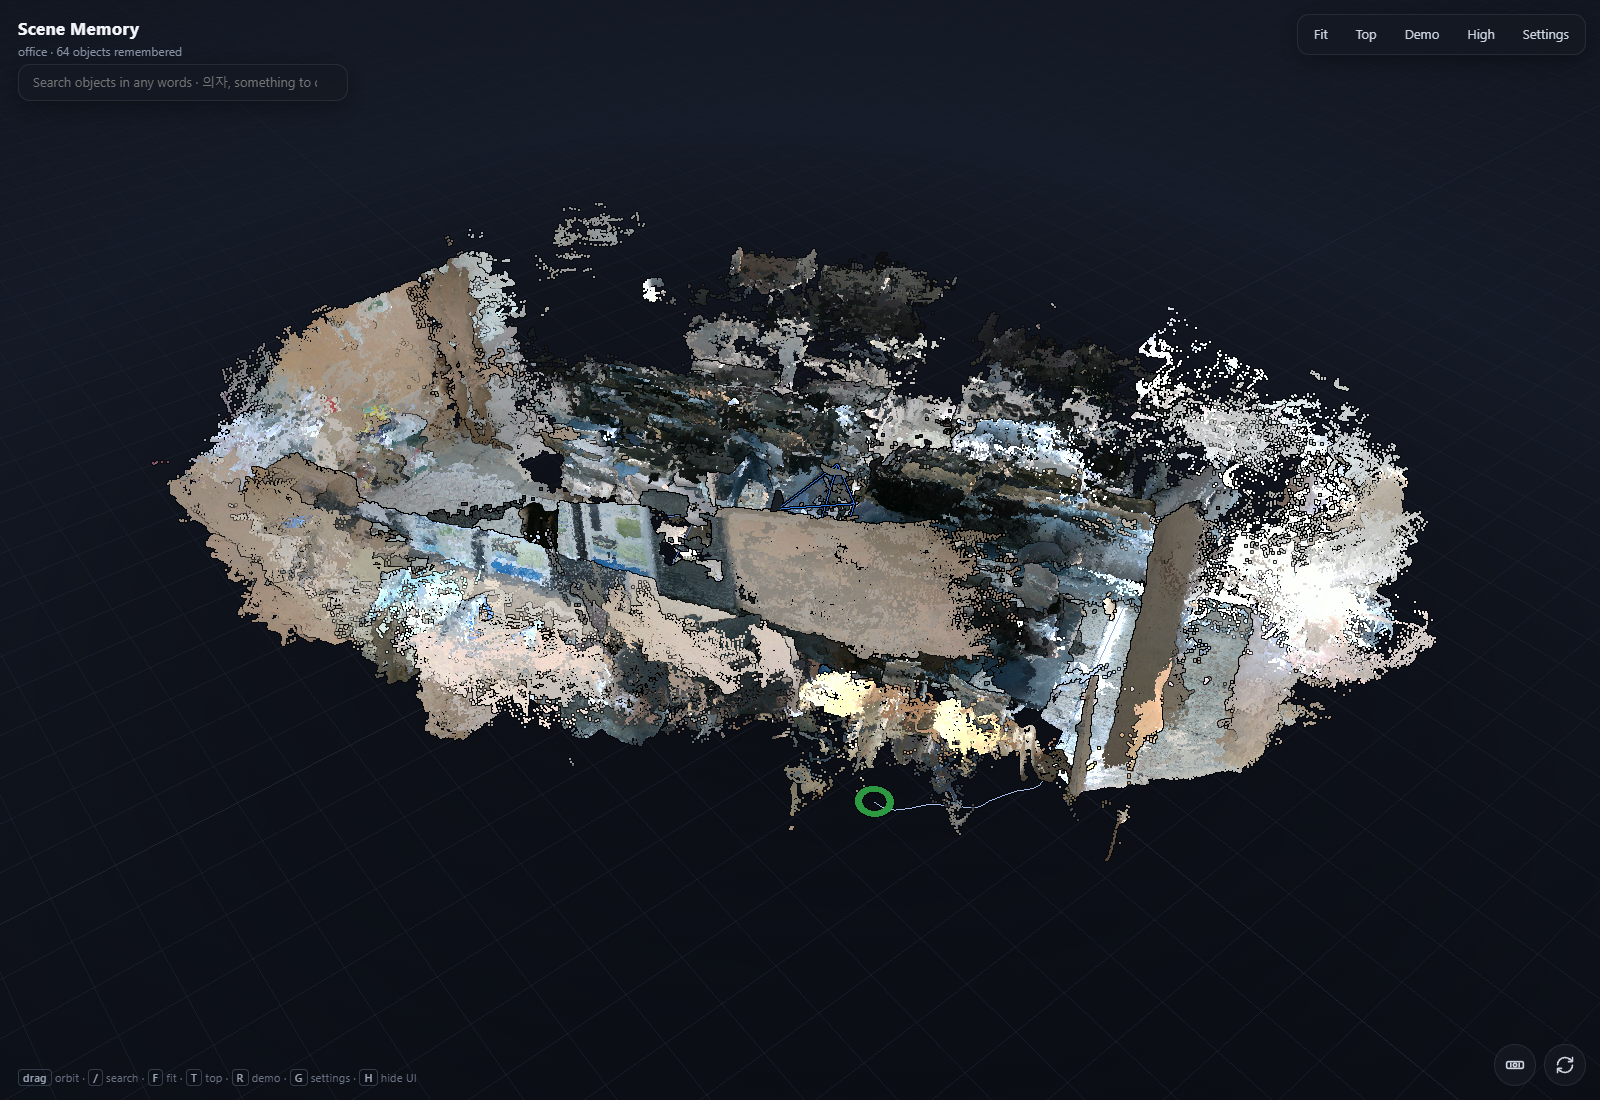 Scene Memory
office · 64 objects remembered
Search objects in any words · 의자, something to
Fit Top Demo High Settings
drag orbit · / search · F fit · T top · R demo · G settings · H hide UI